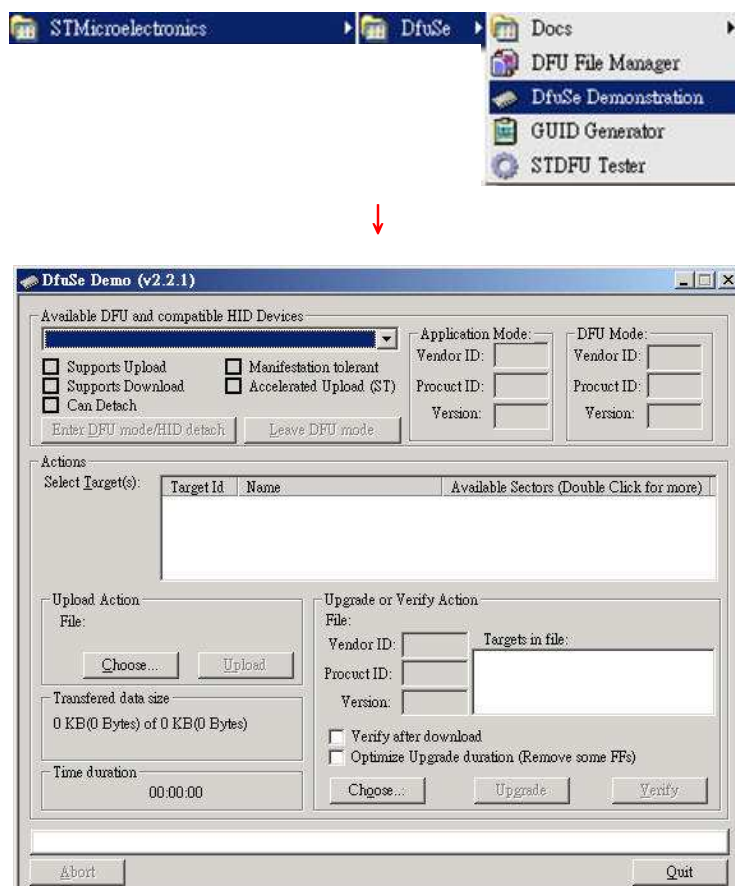 STMicroelectronics
DfuSe
Docs
DFU File Manager
DfuSe Demonstration
GUID Generator
STDFU Tester
DfuSe Demo (v2.2.1)
Available DFU and compatible HID Devices
Supports Upload
Manifestation tolerant
Supports Download
Accelerated Upload (ST)
Can Detach
Enter DFU mode/HID detach
Leave DFU mode
Application Mode:
Vendor ID:
Procuct ID:
Version:
DFU Mode:
Vendor ID:
Procuct ID:
Version:
Actions
Select Target(s):
Target Id Name Available Sectors (Double Click for more)
Upload Action
File:
Choose...
Upload
Transfered data size
0 KB(0 Bytes) of 0 KB(0 Bytes)
Time duration
00:00:00
Upgrade or Verify Action
File:
Vendor ID:
Procuct ID:
Version:
Targets in file:
Verify after download
Optimize Upgrade duration (Remove some FFs)
Choose...
Upgrade
Verify
Abort
Quit